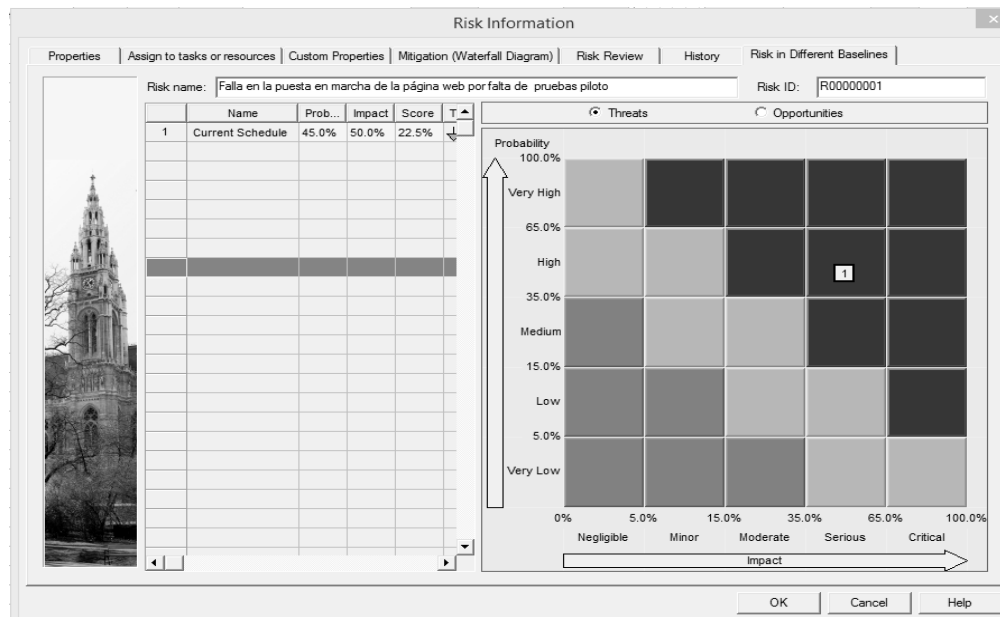 Risk Information
Properties
Assign to tasks or resources
Custom Properties
Mitigation (Waterfall Diagram)
Risk Review
History
Risk in Different Baselines
Risk name: Falla en la puesta en marcha de la página web por falta de pruebas piloto
Risk ID: R00000001
Name Prob... Impact Score T
1 Current Schedule 45.0% 50.0% 22.5%
Threats
Opportunities
Probability
100.0%
Very High
65.0%
High
1
35.0%
Medium
15.0%
Low
5.0%
Very Low
0% 5.0% 15.0% 35.0% 65.0% 100.0%
Negligible Minor Moderate Serious Critical
Impact
OK Cancel Help